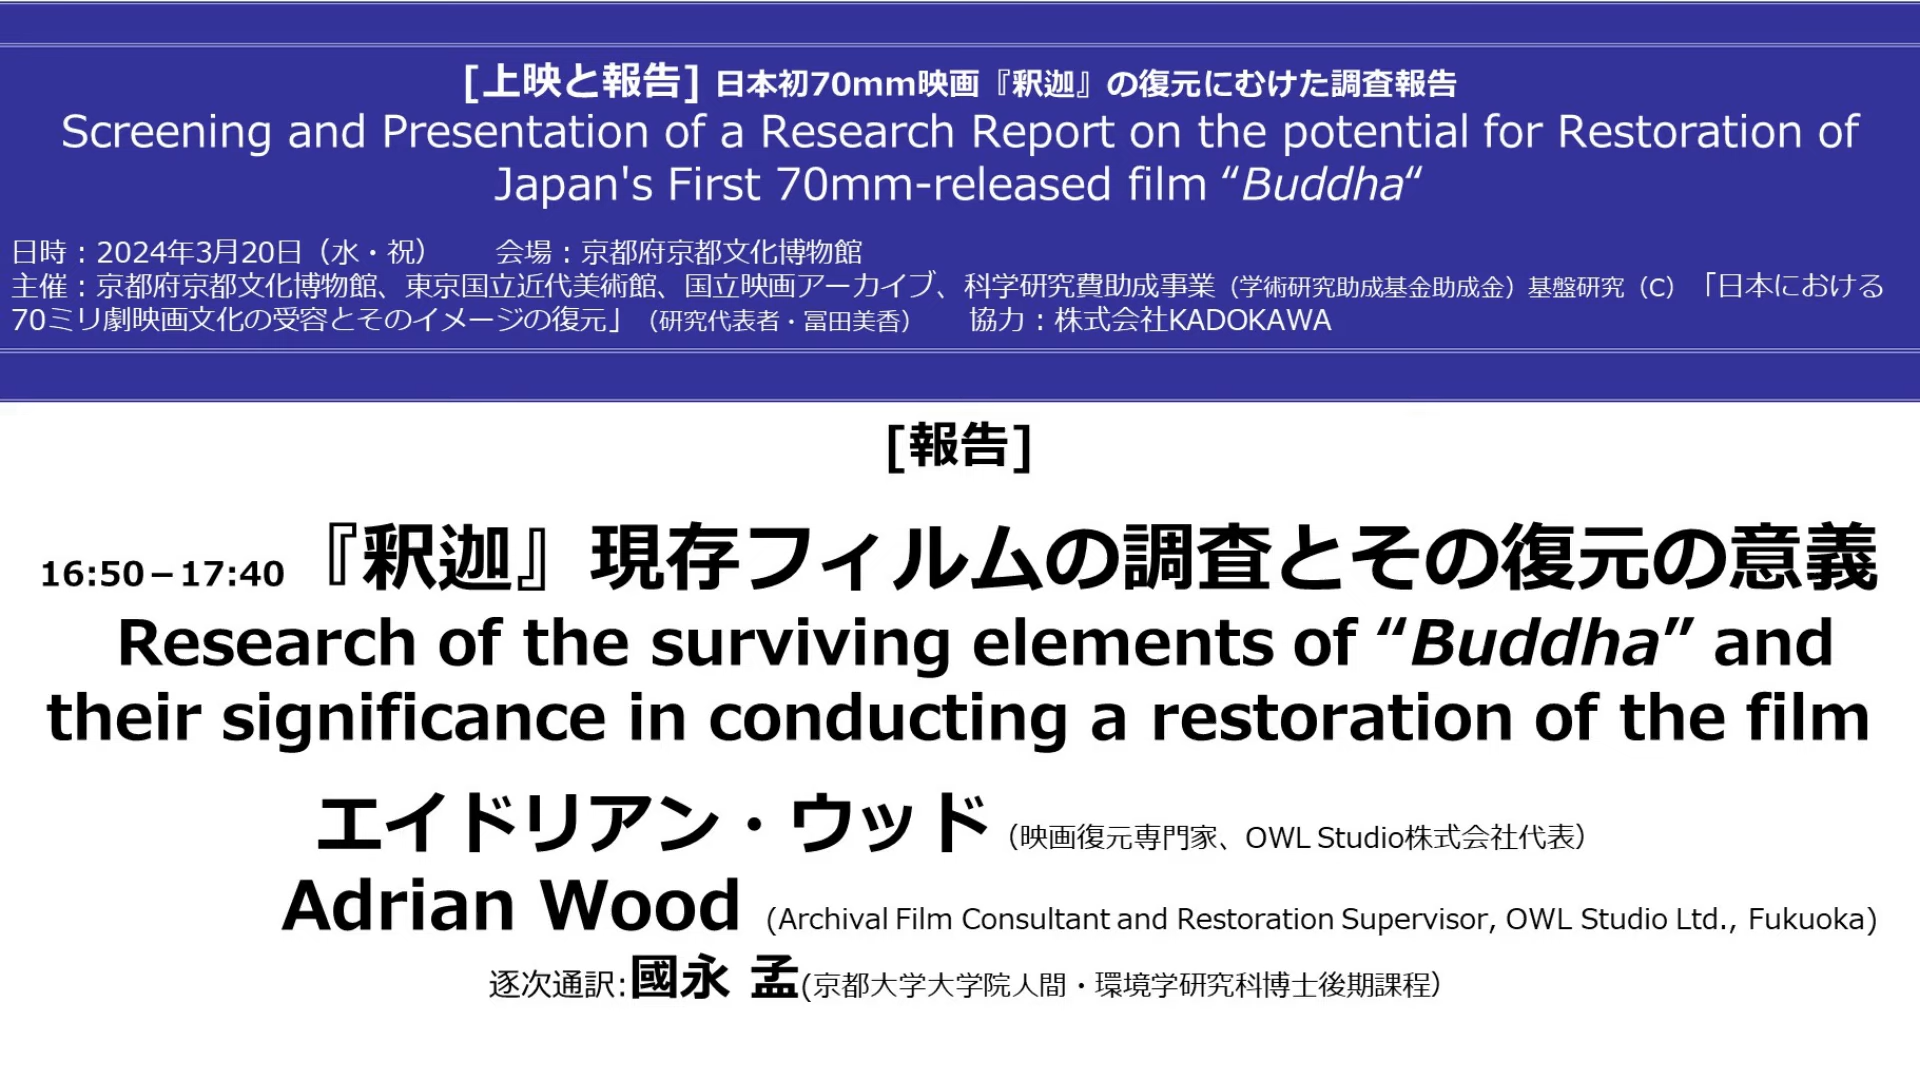 [上映と報告] 日本初70mm映画『釈迦』の復元にむけた調査報告
Screening and Presentation of a Research Report on the potential for Restoration of
Japan's First 70mm-released film “Buddha“
日時：2024年3月20日（水・祝）　　会場：京都府京都文化博物館
主催：京都府京都文化博物館、東京国立近代美術館、国立映画アーカイブ、科学研究費助成事業（学術研究助成基金助成金）基盤研究（C）「日本における
70ミリ劇映画文化の受容とそのイメージの復元」（研究代表者・冨田美香）　　協力：株式会社KADOKAWA
[報告]
16:50－17:40『釈迦』現存フィルムの調査とその復元の意義
Research of the surviving elements of “Buddha” and
their significance in conducting a restoration of the film
エイドリアン・ウッド（映画復元専門家、OWL Studio株式会社代表）
Adrian Wood (Archival Film Consultant and Restoration Supervisor, OWL Studio Ltd., Fukuoka)
逐次通訳:國永 孟(京都大学大学院人間・環境学研究科博士後期課程）